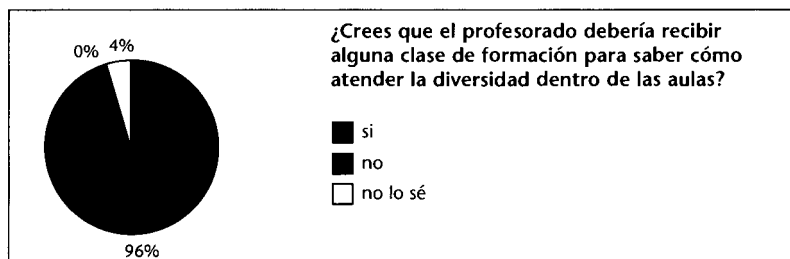 ¿Crees que el profesorado debería recibir
alguna clase de formación para saber cómo
atender la diversidad dentro de las aulas?
0% 4%
si
no
no lo sé
96%